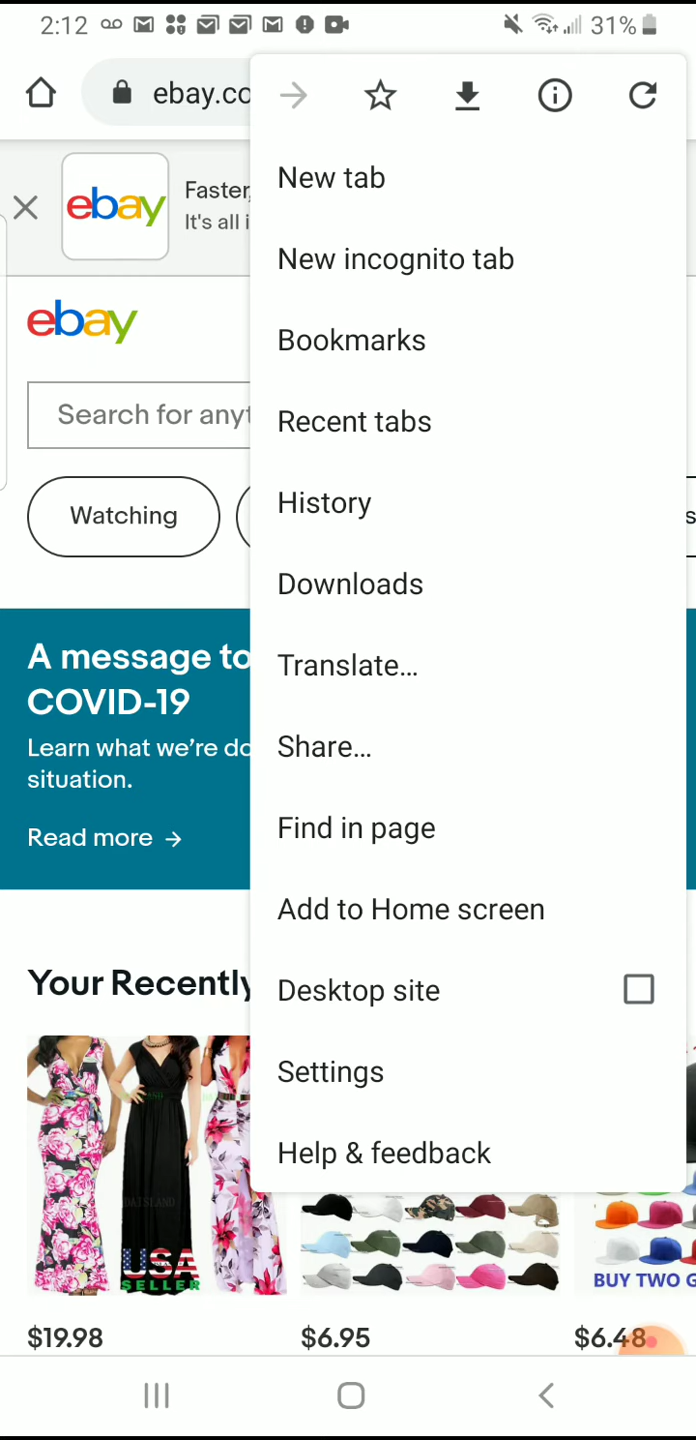 2:12
31%
ebay.co
ebay
Faster,
It's all i
New tab
New incognito tab
ebay
Bookmarks
Search for anyt
Recent tabs
Watching
History
s
Downloads
A message to
COVID-19
Translate...
Learn what we're do
situation.
Share...
Read more →
Find in page
Add to Home screen
Your Recently
Desktop site
Settings
Help & feedback
DAISLAND
USA
SELLER
BUY TWO G
$19.98
$6.95
$6.48